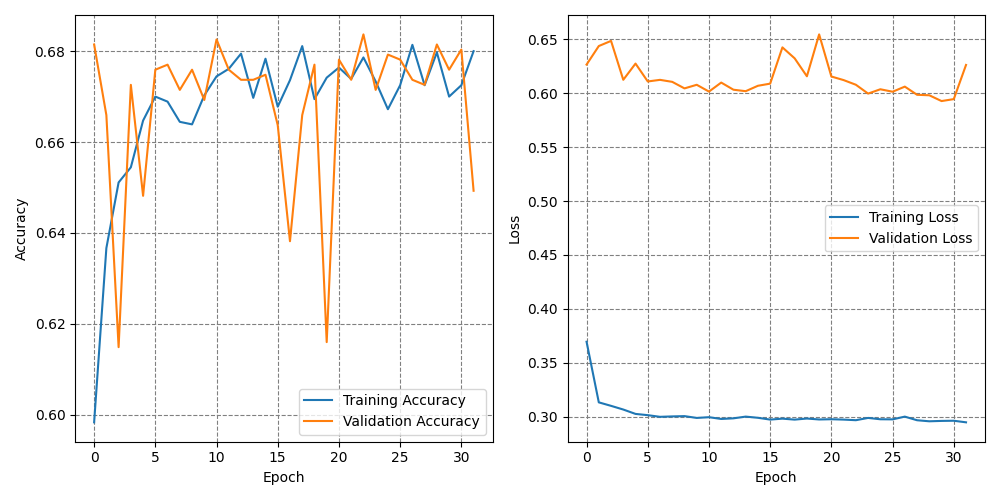 0.68
0.66
0.64
0.62
0.60
Accuracy
0 5 10 15 20 25 30
Epoch
Training Accuracy
Validation Accuracy
0.65
0.60
0.55
0.50
0.45
0.40
0.35
0.30
Loss
0 5 10 15 20 25 30
Epoch
Training Loss
Validation Loss